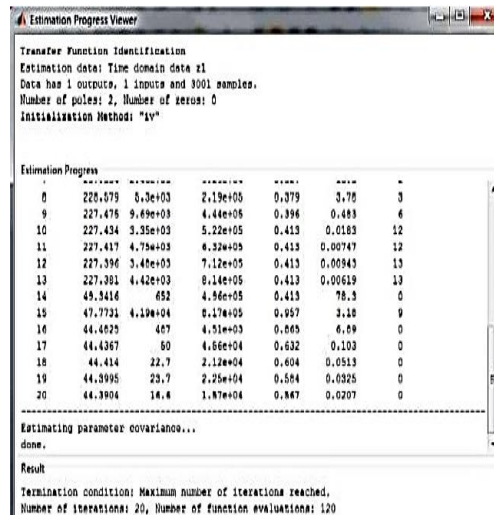 Estimation Progress Viewer
Transfer Function Identification
Estimation data: Time domain data z1
Data has 1 outputs, 1 inputs and 3001 samples.
Number of poles: 2, Number of zeros: 0
Initialization Method: "iv"
Estimation Progress
8 228.579 5.3e+03 2.19e+05 0.379 3.78 3
9 227.475 9.69e+03 4.44e+05 0.396 0.483 6
10 227.434 3.35e+03 5.22e+05 0.413 0.0183 12
11 227.417 4.75e+03 6.32e+05 0.413 0.00747 12
12 227.396 3.48e+03 7.12e+05 0.413 0.00943 13
13 227.381 4.42e+03 8.14e+05 0.413 0.00619 13
14 49.3416 652 4.96e+05 0.413 78.3 0
15 47.7731 4.19e+04 8.17e+05 0.957 3.18 9
16 44.4825 487 4.51e+03 0.865 6.89 0
17 44.4367 50 4.66e+04 0.632 0.103 0
18 44.414 22.7 2.12e+04 0.604 0.0513 0
19 44.3995 23.7 2.25e+04 0.584 0.0325 0
20 44.3904 16.6 1.87e+04 0.567 0.0207 0
Estimating parameter covariance...
done.
Result
Termination condition: Maximum number of iterations reached,
Number of iterations: 20, Number of function evaluations: 120